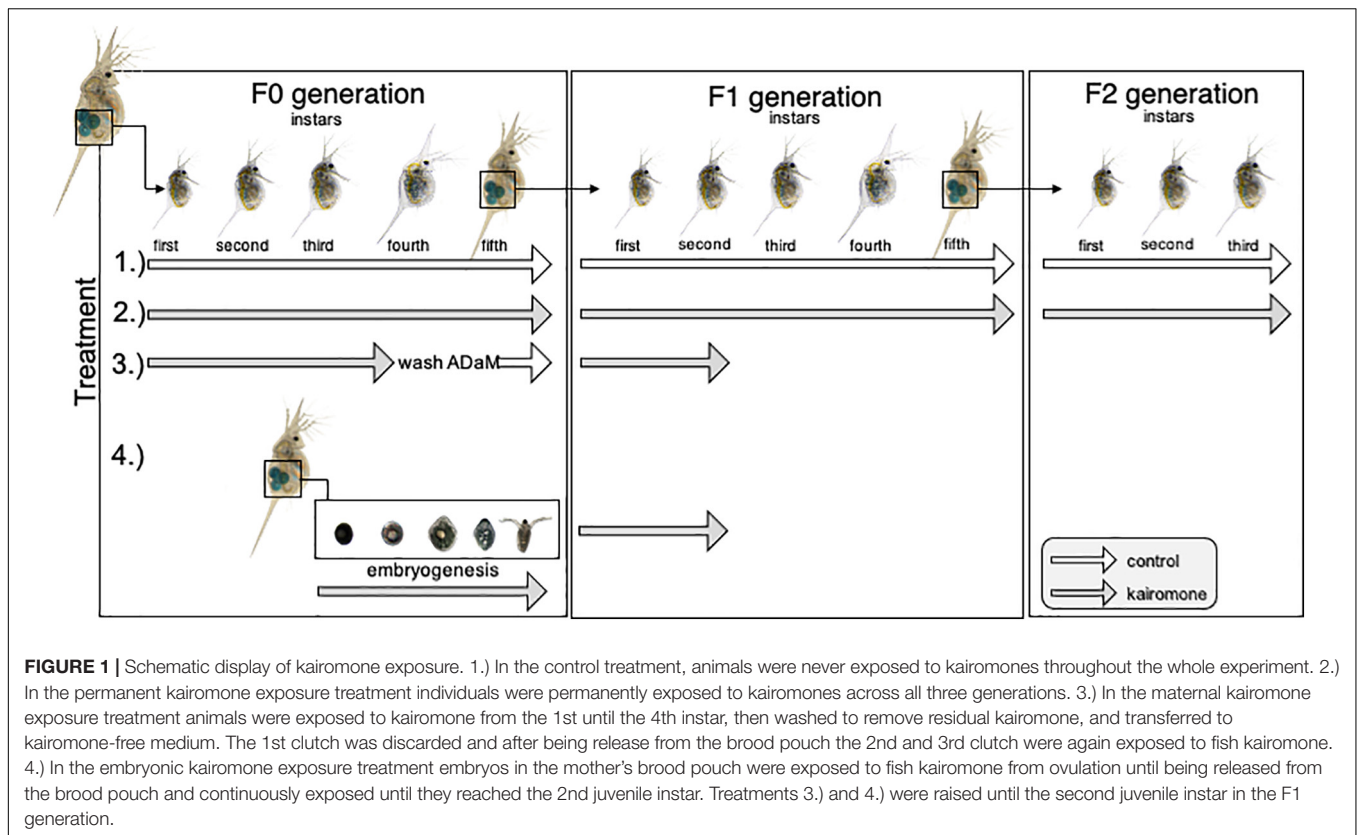 F0 generation
instars
F1 generation
instars
F2 generation
instars
first second third fourth fifth
first second third fourth fifth
first second third
Treatment
1.)
2.)
3.) wash ADaM
4.)
embryogenesis
control
kairomone
FIGURE 1 | Schematic display of kairomone exposure. 1.) In the control treatment, animals were never exposed to kairomones throughout the whole experiment. 2.)
In the permanent kairomone exposure treatment individuals were permanently exposed to kairomones across all three generations. 3.) In the maternal kairomone
exposure treatment animals were exposed to kairomone from the 1st until the 4th instar, then washed to remove residual kairomone, and transferred to
kairomone-free medium. The 1st clutch was discarded and after being release from the brood pouch the 2nd and 3rd clutch were again exposed to fish kairomone.
4.) In the embryonic kairomone exposure treatment embryos in the mother's brood pouch were exposed to fish kairomone from ovulation until being released from
the brood pouch and continuously exposed until they reached the 2nd juvenile instar. Treatments 3.) and 4.) were raised until the second juvenile instar in the F1
generation.